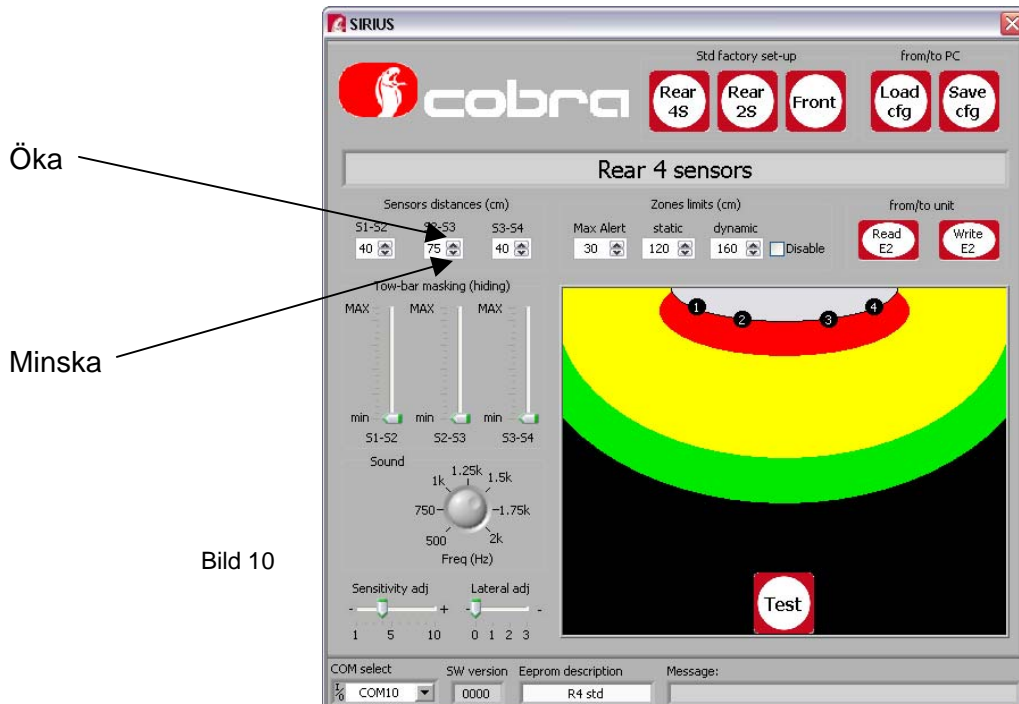 SIRIUS
cobra
Std factory set-up
Rear 4S
Rear 2S
Front
from/to PC
Load cfg
Save cfg
Öka
Rear 4 sensors
Sensors distances (cm)
S1-S2 S2-S3 S3-S4
40 75 40
Zones limits (cm)
Max Alert static dynamic
30 120 160 Disable
from/to unit
Read E2
Write E2
Minska
Tow-bar masking (hiding)
MAX MAX MAX
min min min
S1-S2 S2-S3 S3-S4
1 2 3 4
Sound
500 750 1k 1.25k 1.5k 1.75k 2k
Freq (Hz)
Bild 10
Sensitivity adj
- +
1 5 10
Lateral adj
- -
0 1 2 3
Test
COM select SW version Eeprom description Message:
I/O COM10 0000 R4 std